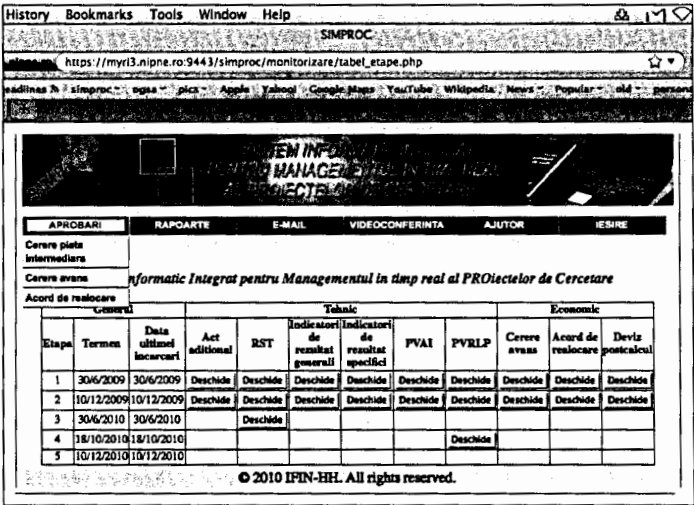 History Bookmarks Tools Window Help
SIMPROC
https://myri3.nipne.ro:9443/simproc/monitorizare/tabel_etape.php
simproc ogsa pics Apple Yahoo! Google Maps YouTube Wikipedia News Popular old persona
APROBARI RAPOARTE E-MAIL VIDEOCONFERINTA AJUTOR IESIRE
Cerere plata
intermediara
Cerere avans
Acord de realocare
nformatic Integrat pentru Managementul in timp real al PROiectelor de Cercetare
General Tehnic Economic
Etapa Termen Data ultimei incarcari Act aditional RST Indicatori de rezultat generali Indicatori de rezultat specifici PVAI PVRLP Cerere avans Acord de realocare Deviz postcalcul
1 30/6/2009 30/6/2009 Deschide Deschide Deschide Deschide Deschide Deschide Deschide Deschide Deschide
2 10/12/2009 10/12/2009 Deschide Deschide Deschide Deschide Deschide Deschide Deschide Deschide Deschide
3 30/6/2010 30/6/2010 Deschide
4 18/10/2010 18/10/2010 Deschide
5 10/12/2010 10/12/2010
© 2010 IFIN-HH. All rights reserved.